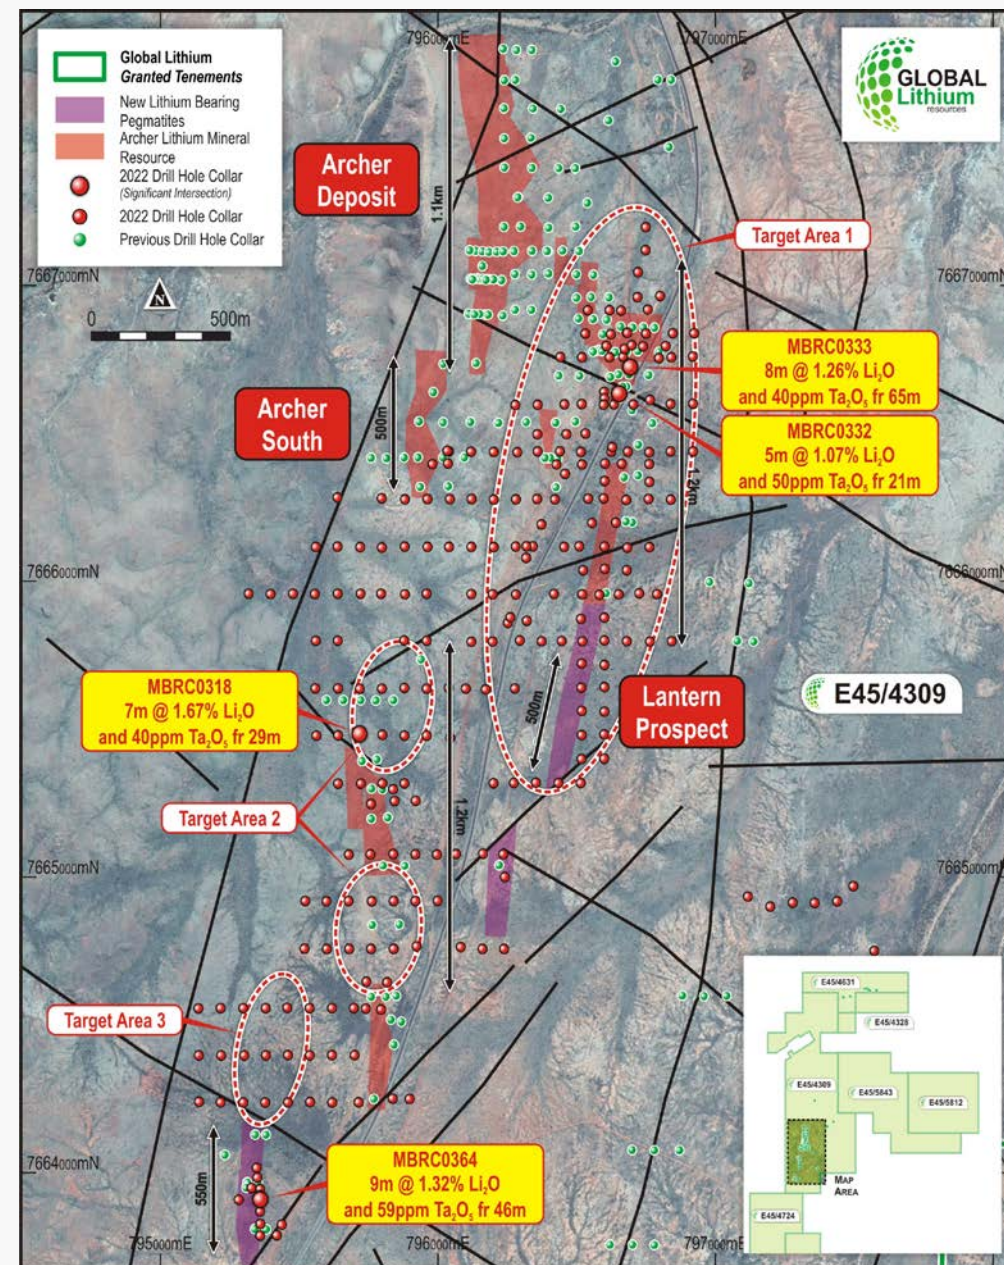 Global Lithium
Granted Tenements
New Lithium Bearing
Pegmatites
Archer Lithium Mineral
Resource
2022 Drill Hole Collar
(Significant Intersection)
2022 Drill Hole Collar
Previous Drill Hole Collar
N
0 500m
796000mE
797000mE
GLOBAL
Lithium
resources
Archer
Deposit
1.1km
Target Area 1
7667000mN
7667000mN
MBRC0333
8m @ 1.26% Li₂O
and 40ppm Ta₂O₅ fr 65m
Archer
South
500m
MBRC0332
5m @ 1.07% Li₂O
and 50ppm Ta₂O₅ fr 21m
1.2km
7666000mN
7666000mN
MBRC0318
7m @ 1.67% Li₂O
and 40ppm Ta₂O₅ fr 29m
500m
Lantern
Prospect
E45/4309
Target Area 2
1.2km
7665000mN
7665000mN
Target Area 3
7664000mN
550m
MBRC0364
9m @ 1.32% Li₂O
and 59ppm Ta₂O₅ fr 46m
795000mE
796000mE
797000mE
E45/4631
E45/4328
E45/4309
E45/5843
E45/5812
MAP
AREA
E45/4724